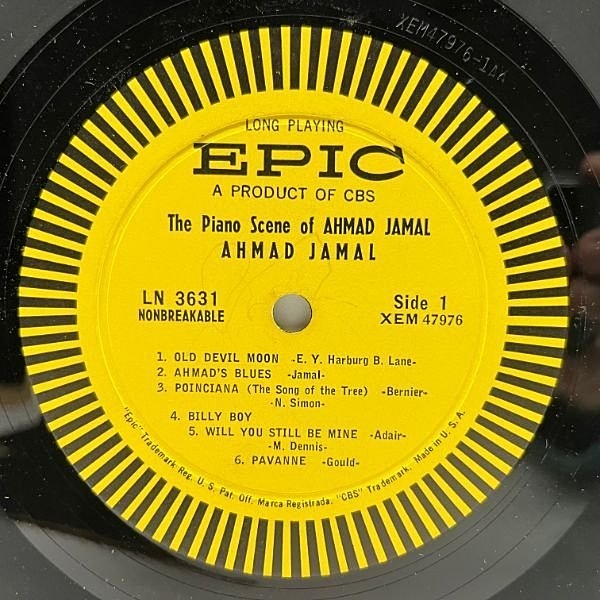 XEM47976-1AA
LONG PLAYING
EPIC
A PRODUCT OF CBS
The Piano Scene of AHMAD JAMAL
AHMAD JAMAL
LN 3631
NONBREAKABLE
Side 1
XEM 47976
1. OLD DEVIL MOON -E. Y. Harburg B. Lane-
2. AHMAD'S BLUES -Jamal-
3. POINCIANA (The Song of the Tree) -Bernier-
-N. Simon-
4. BILLY BOY
5. WILL YOU STILL BE MINE -Adair-
-M. Dennis-
6. PAVANNE -Gould-
"Epic" Trademark Reg. U. S. Pat. Off. Marca Registrada. "CBS" Trademark. Made in U. S. A.